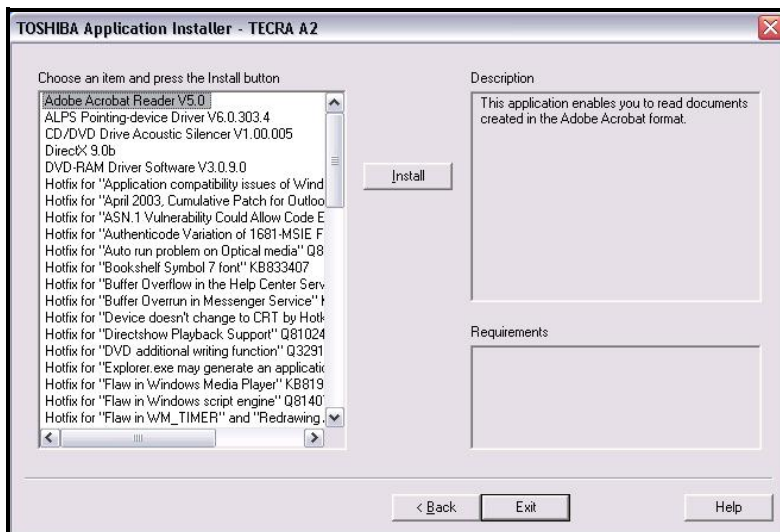 TOSHIBA Application Installer - TECRA A2
Choose an item and press the Install button
Adobe Acrobat Reader V5.0
ALPS Pointing-device Driver V6.0.303.4
CD/DVD Drive Acoustic Silencer V1.00.005
DirectX 9.0b
DVD-RAM Driver Software V3.0.9.0
Hotfix for "Application compatibility issues of Wind
Hotfix for "April 2003, Cumulative Patch for Outloo
Hotfix for "ASN.1 Vulnerability Could Allow Code E
Hotfix for "Authenticode Variation of 1681-MSIE F
Hotfix for "Auto run problem on Optical media" Q8
Hotfix for "Bookshelf Symbol 7 font" KB833407
Hotfix for "Buffer Overflow in the Help Center Serv
Hotfix for "Buffer Overrun in Messenger Service" K
Hotfix for "Device doesn't change to CRT by Hotk
Hotfix for "Directshow Playback Support" Q81024
Hotfix for "DVD additional writing function" Q3291
Hotfix for "Explorer.exe may generate an applicatic
Hotfix for "Flaw in Windows Media Player" KB819
Hotfix for "Flaw in Windows script engine" Q8140
Hotfix for "Flaw in WM_TIMER" and "Redrawing
Install
Description
This application enables you to read documents
created in the Adobe Acrobat format.
Requirements
< Back
Exit
Help